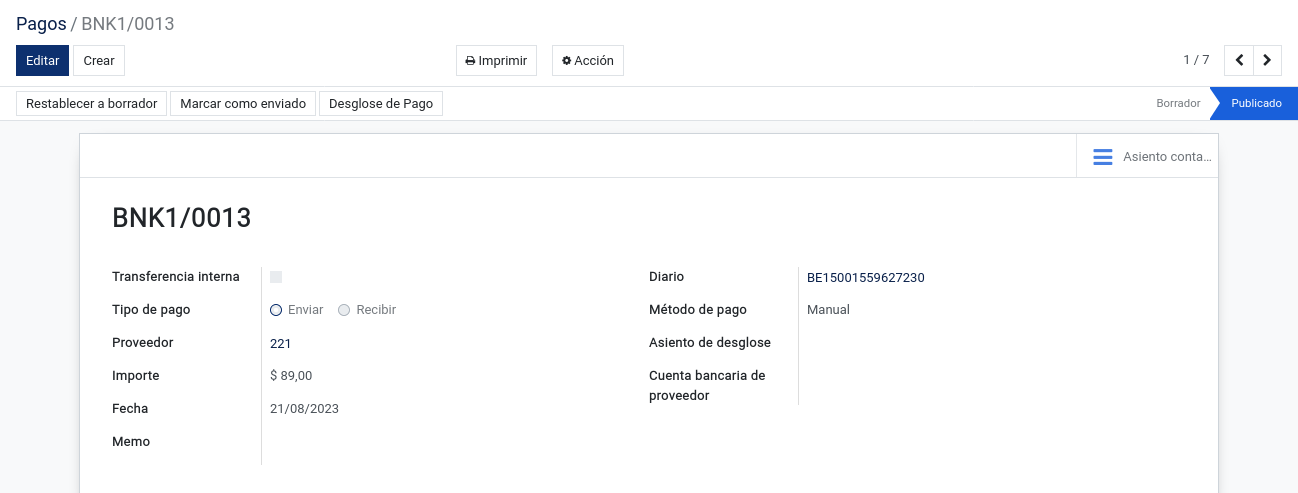 Pagos / BNK1/0013
Editar Crear Imprimir Acción 1 / 7
Restablecer a borrador Marcar como enviado Desglose de Pago Borrador Publicado
Asiento conta...
BNK1/0013
Transferencia interna
Tipo de pago Enviar Recibir
Proveedor 221
Importe $ 89,00
Fecha 21/08/2023
Memo
Diario BE15001559627230
Método de pago Manual
Asiento de desglose
Cuenta bancaria de
proveedor